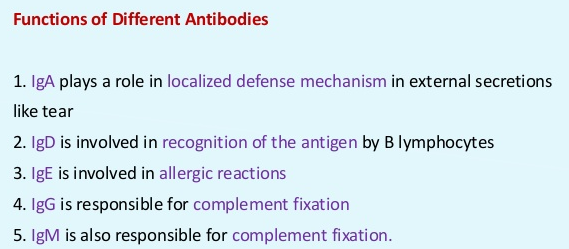 Functions of Different Antibodies
1. IgA plays a role in localized defense mechanism in external secretions
like tear
2. IgD is involved in recognition of the antigen by B lymphocytes
3. IgE is involved in allergic reactions
4. IgG is responsible for complement fixation
5. IgM is also responsible for complement fixation.